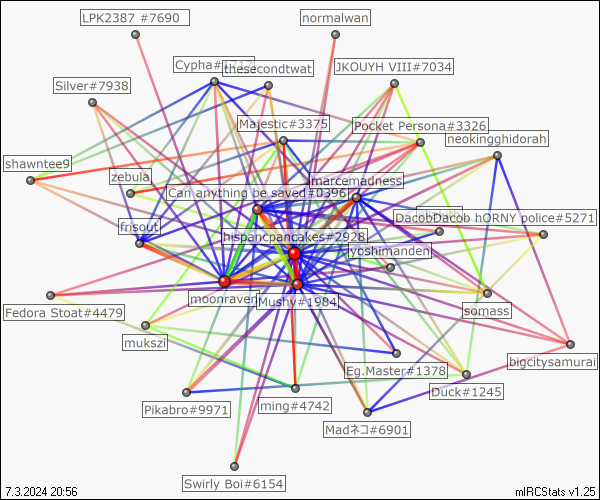 LPK2387 #7690
normalwan
Cypha#1717
thesecondtwat
JKOUYH VIII#7034
Silver#7938
Majestic#3375
Pocket Persona#3326
neokingghidorah
shawntee9
zebula
marcemadness
Can anything be saved#0396
frisout
DacobDacob hORNY police#5271
hispancpancakes#2928
lyoshimanden
moonraven
Mushy#1984
somass
Fedora Stoat#4479
mukszi
bigcitysamurai
Eg.Master#1378
Duck#1245
Pikabro#9971
ming#4742
Madネコ#6901
Swirly Boi#6154
7.3.2024 20:56
mIRCStats v1.25